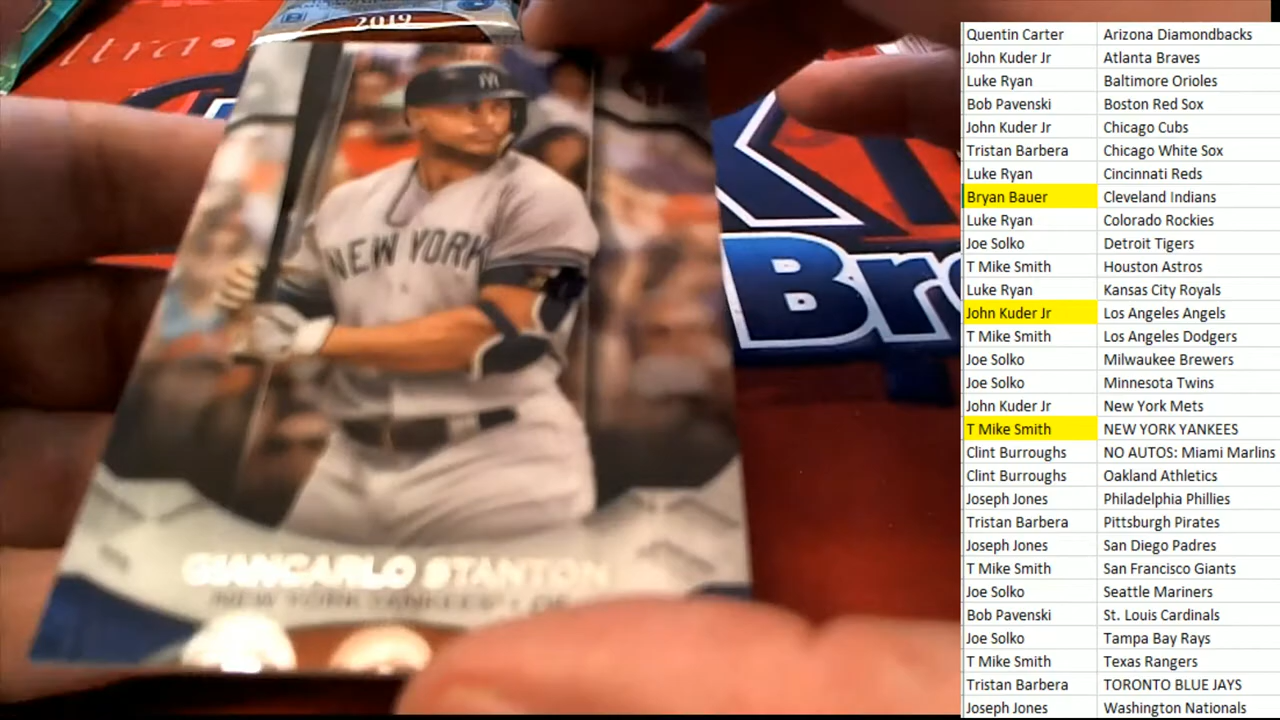 2019
NY
NEW YORK
GIANCARLO STANTON
NEW YORK YANKEES
Br
Quentin Carter Arizona Diamondbacks
John Kuder Jr Atlanta Braves
Luke Ryan Baltimore Orioles
Bob Pavenski Boston Red Sox
John Kuder Jr Chicago Cubs
Tristan Barbera Chicago White Sox
Luke Ryan Cincinnati Reds
Bryan Bauer Cleveland Indians
Luke Ryan Colorado Rockies
Joe Solko Detroit Tigers
T Mike Smith Houston Astros
Luke Ryan Kansas City Royals
John Kuder Jr Los Angeles Angels
T Mike Smith Los Angeles Dodgers
Joe Solko Milwaukee Brewers
Joe Solko Minnesota Twins
John Kuder Jr New York Mets
T Mike Smith NEW YORK YANKEES
Clint Burroughs NO AUTOS: Miami Marlins
Clint Burroughs Oakland Athletics
Joseph Jones Philadelphia Phillies
Tristan Barbera Pittsburgh Pirates
Joseph Jones San Diego Padres
T Mike Smith San Francisco Giants
Joe Solko Seattle Mariners
Bob Pavenski St. Louis Cardinals
Joe Solko Tampa Bay Rays
T Mike Smith Texas Rangers
Tristan Barbera TORONTO BLUE JAYS
Joseph Jones Washington Nationals